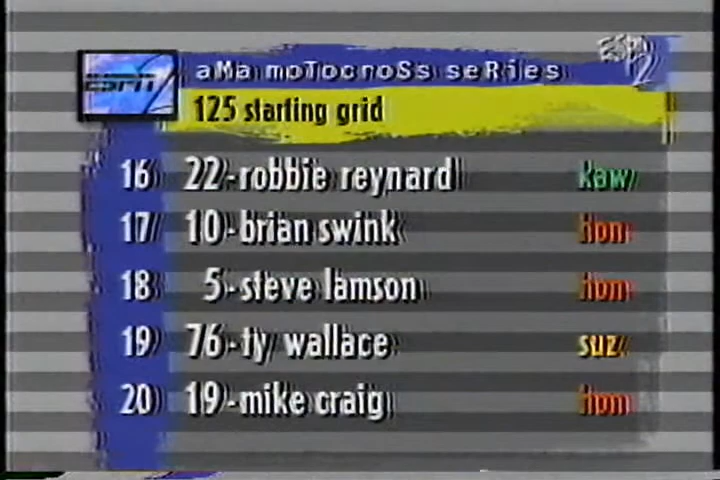 ESPN2
aMa moTocroSs seRies
ESPN2
125 starting grid
16 22-robbie reynard kaw
17 10-brian swink hon
18 5-steve lamson hon
19 76-ty wallace suz
20 19-mike craig hon